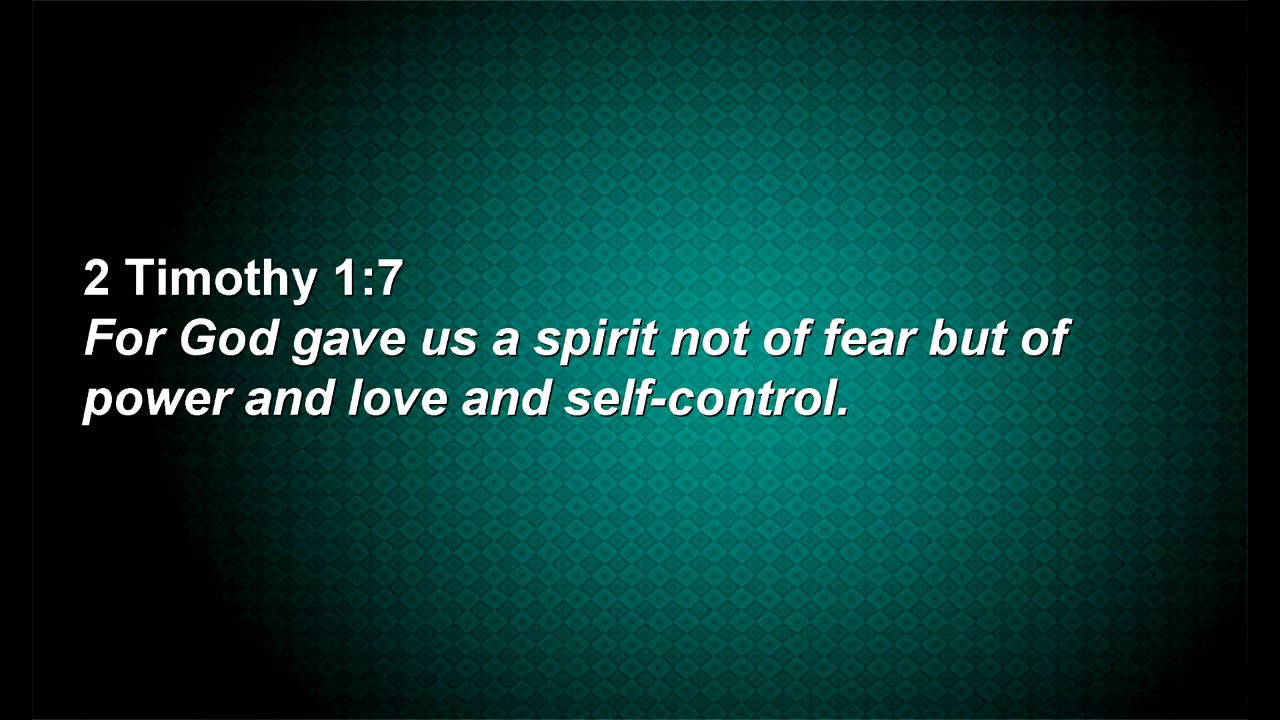 2 Timothy 1:7
For God gave us a spirit not of fear but of
power and love and self-control.